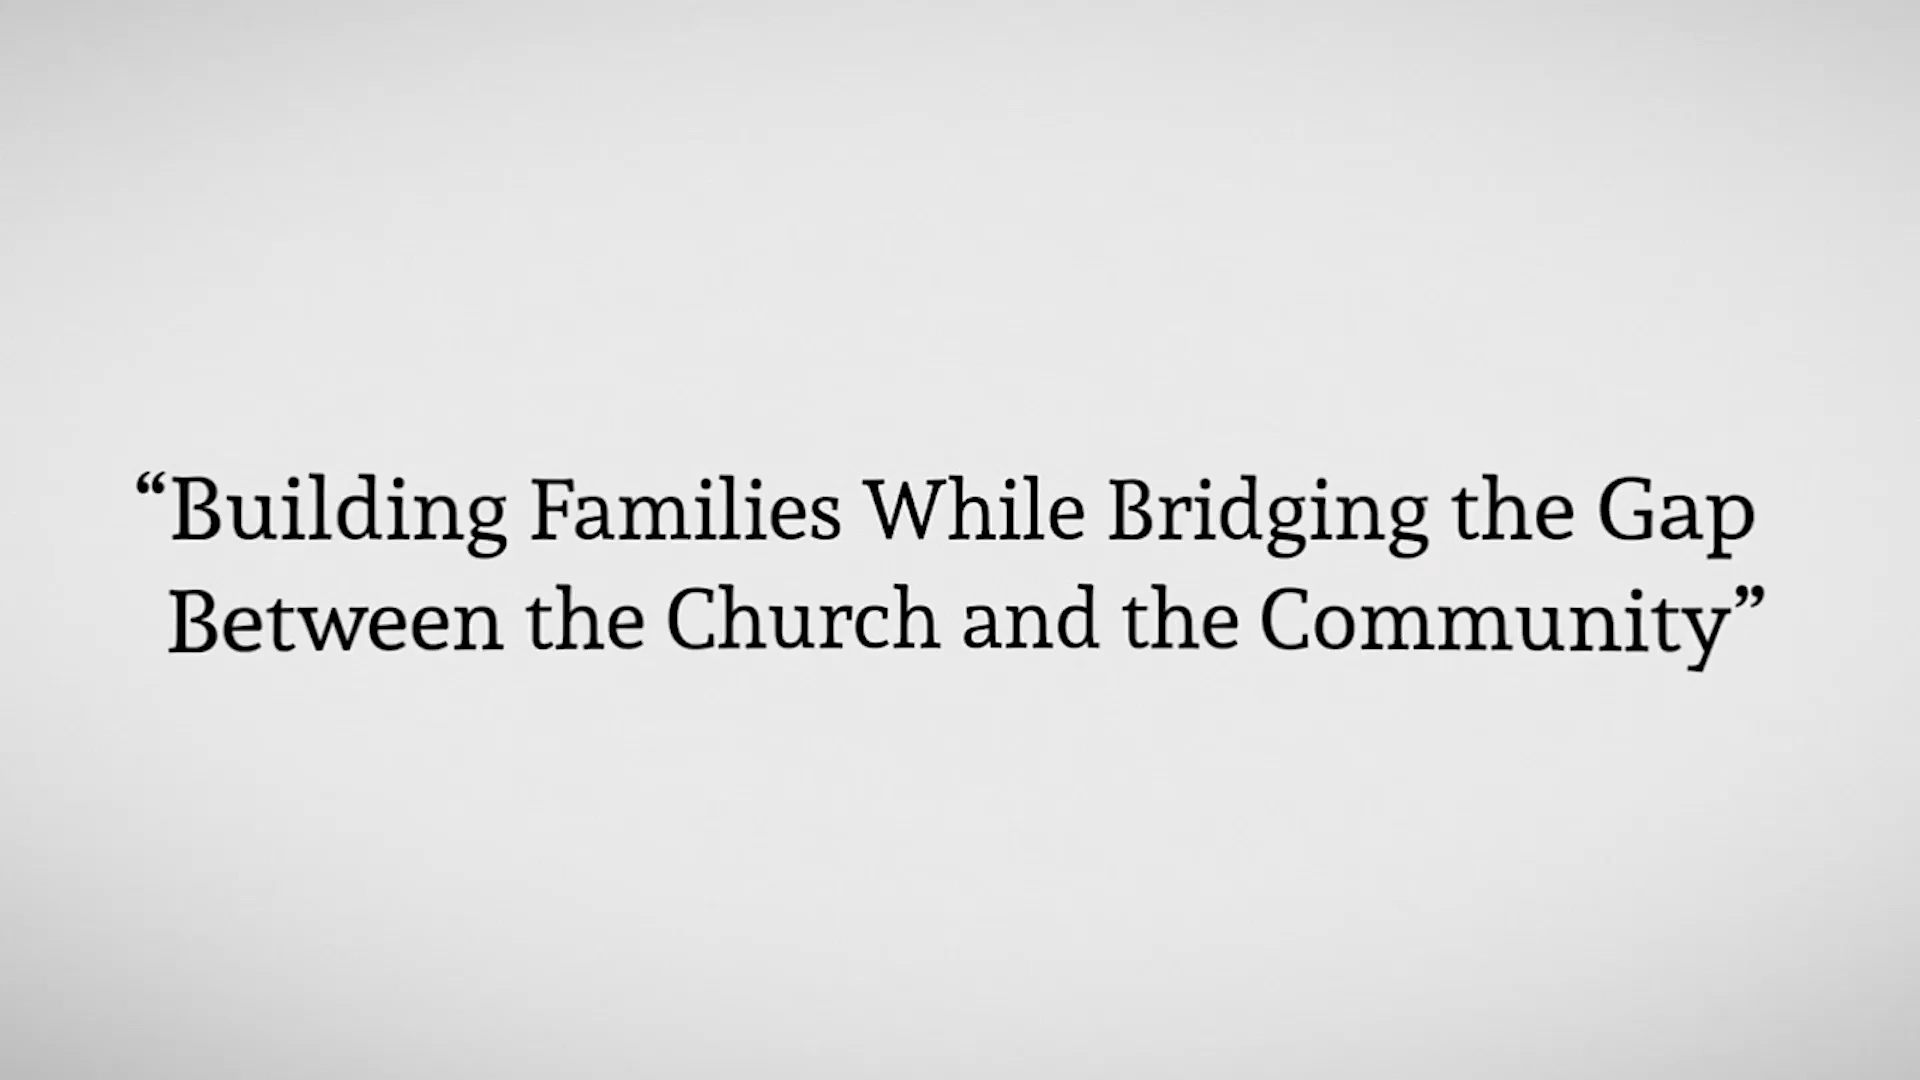 “Building Families While Bridging the Gap
Between the Church and the Community”